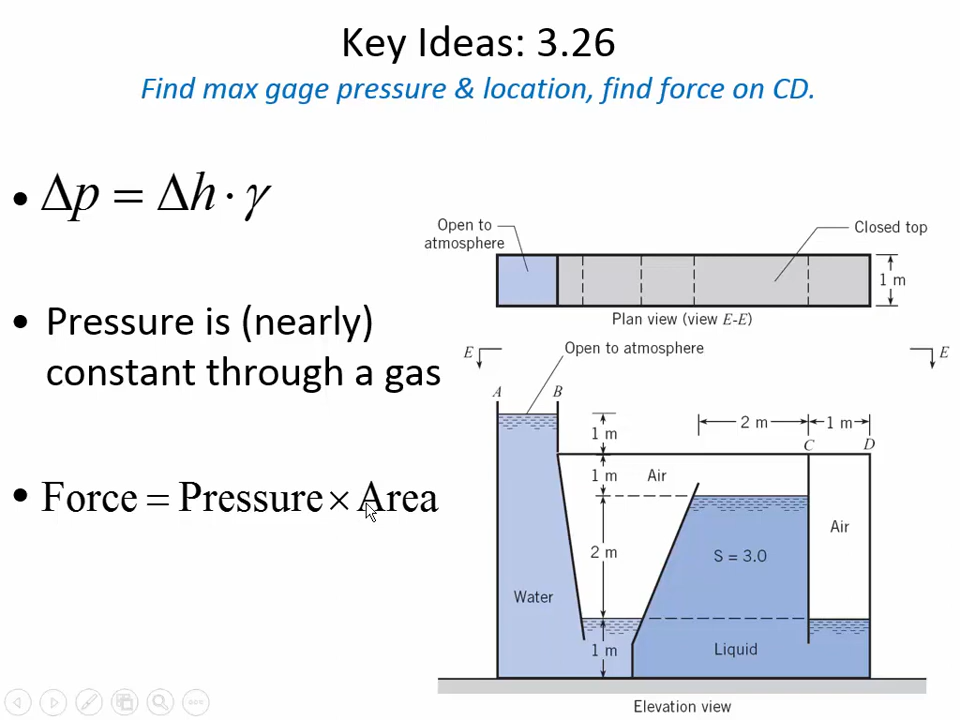 Key Ideas: 3.26
Find max gage pressure & location, find force on CD.
• Δp = Δh · γ
• Pressure is (nearly)
constant through a gas
• Force = Pressure × Area
Open to
atmosphere
Closed top
1 m
Plan view (view E-E)
E
Open to atmosphere
E
A
B
2 m
1 m
1 m
C
D
1 m
Air
Air
2 m
S = 3.0
Water
1 m
Liquid
Elevation view